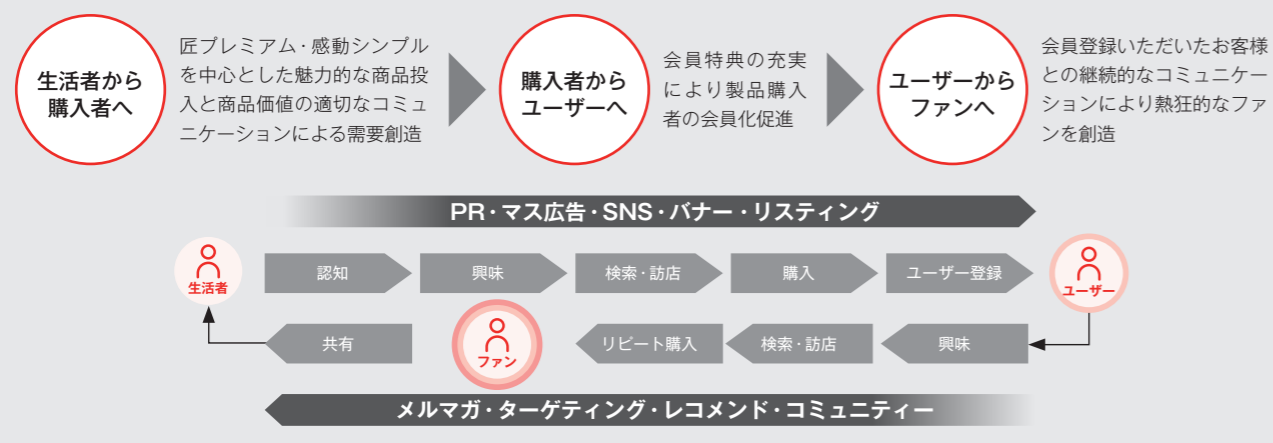 生活者から
購入者へ
匠プレミアム・感動シンプル
を中心とした魅力的な商品投
入と商品価値の適切なコミュ
ニケーションによる需要創造
購入者から
ユーザーへ
会員特典の充実
により製品購入
者の会員化促進
ユーザーから
ファンへ
会員登録いただいたお客様
との継続的なコミュニケー
ションにより熱狂的なファ
ンを創造
PR・マス広告・SNS・バナー・リスティング
生活者
認知
興味
検索・訪店
購入
ユーザー登録
ユーザー
共有
ファン
リピート購入
検索・訪店
興味
メルマガ・ターゲティング・レコメンド・コミュニティー